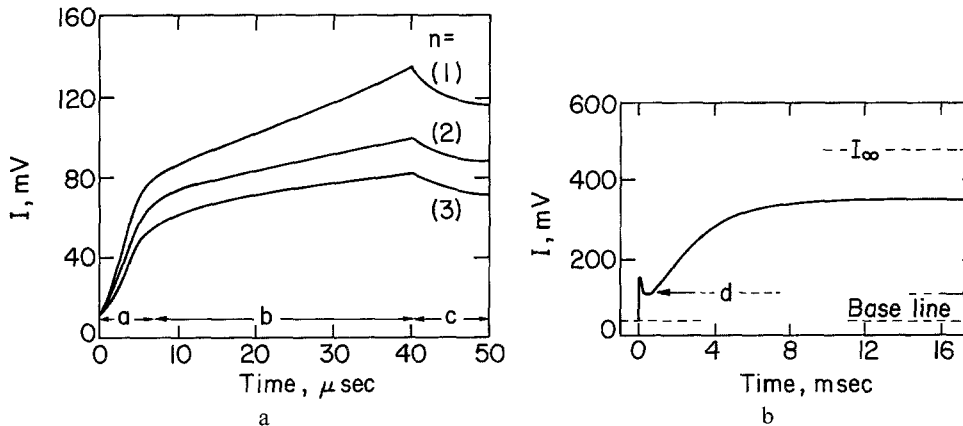 160
120
80
40
0
I, mV
n=
(1)
(2)
(3)
a
b
c
0 10 20 30 40 50
Time, μsec
a
600
400
200
0
I, mV
I∞
d
Base line
0 4 8 12 16
Time, msec
b